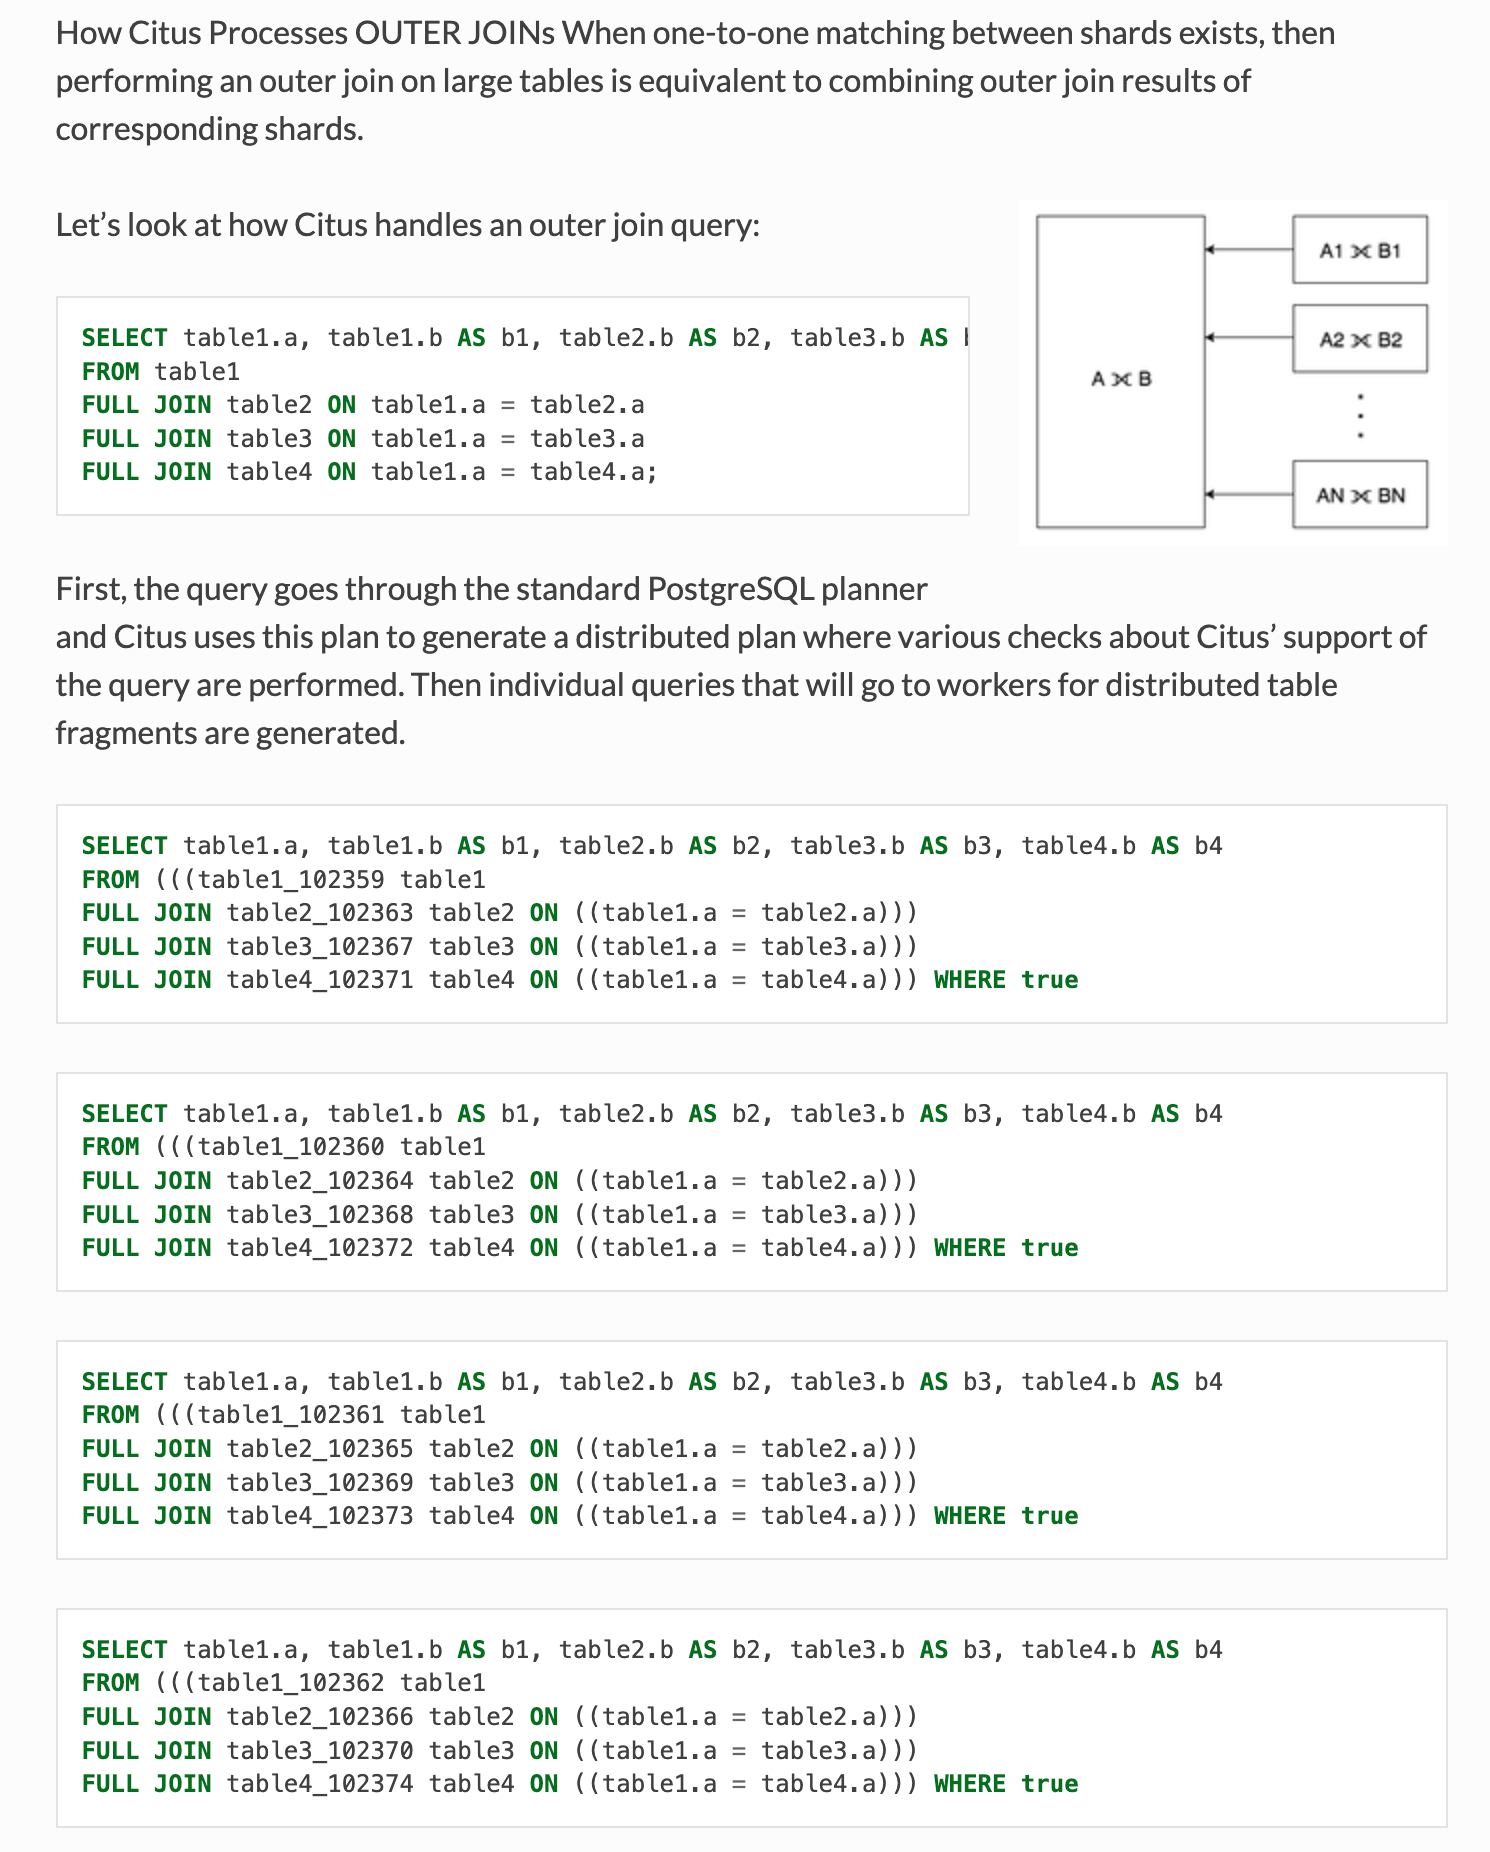 How Citus Processes OUTER JOINs When one-to-one matching between shards exists, then
performing an outer join on large tables is equivalent to combining outer join results of
corresponding shards.
Let’s look at how Citus handles an outer join query:
SELECT table1.a, table1.b AS b1, table2.b AS b2, table3.b AS
FROM table1
FULL JOIN table2 ON table1.a = table2.a
FULL JOIN table3 ON table1.a = table3.a
FULL JOIN table4 ON table1.a = table4.a;
A ⟗ B
A1 ⟗ B1
A2 ⟗ B2
AN ⟗ BN
First, the query goes through the standard PostgreSQL planner
and Citus uses this plan to generate a distributed plan where various checks about Citus’ support of
the query are performed. Then individual queries that will go to workers for distributed table
fragments are generated.
SELECT table1.a, table1.b AS b1, table2.b AS b2, table3.b AS b3, table4.b AS b4
FROM (((table1_102359 table1
FULL JOIN table2_102363 table2 ON ((table1.a = table2.a)))
FULL JOIN table3_102367 table3 ON ((table1.a = table3.a)))
FULL JOIN table4_102371 table4 ON ((table1.a = table4.a))) WHERE true
SELECT table1.a, table1.b AS b1, table2.b AS b2, table3.b AS b3, table4.b AS b4
FROM (((table1_102360 table1
FULL JOIN table2_102364 table2 ON ((table1.a = table2.a)))
FULL JOIN table3_102368 table3 ON ((table1.a = table3.a)))
FULL JOIN table4_102372 table4 ON ((table1.a = table4.a))) WHERE true
SELECT table1.a, table1.b AS b1, table2.b AS b2, table3.b AS b3, table4.b AS b4
FROM (((table1_102361 table1
FULL JOIN table2_102365 table2 ON ((table1.a = table2.a)))
FULL JOIN table3_102369 table3 ON ((table1.a = table3.a)))
FULL JOIN table4_102373 table4 ON ((table1.a = table4.a))) WHERE true
SELECT table1.a, table1.b AS b1, table2.b AS b2, table3.b AS b3, table4.b AS b4
FROM (((table1_102362 table1
FULL JOIN table2_102366 table2 ON ((table1.a = table2.a)))
FULL JOIN table3_102370 table3 ON ((table1.a = table3.a)))
FULL JOIN table4_102374 table4 ON ((table1.a = table4.a))) WHERE true